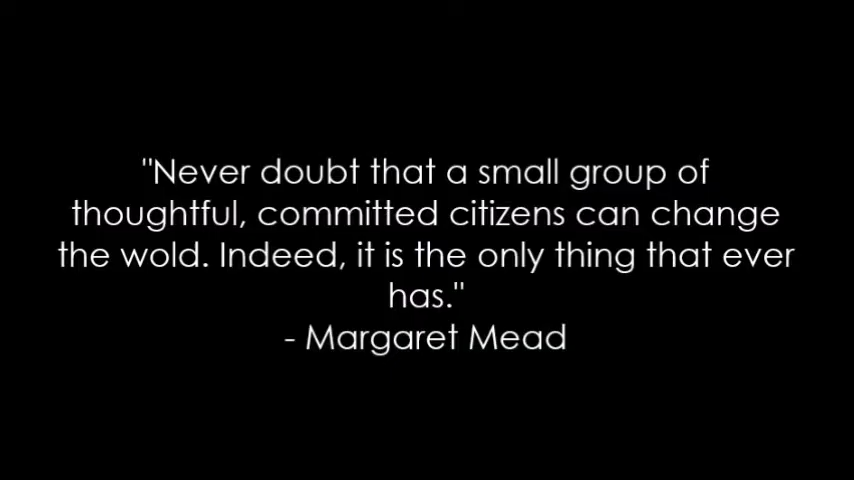 "Never doubt that a small group of
thoughtful, committed citizens can change
the wold. Indeed, it is the only thing that ever
has."
- Margaret Mead